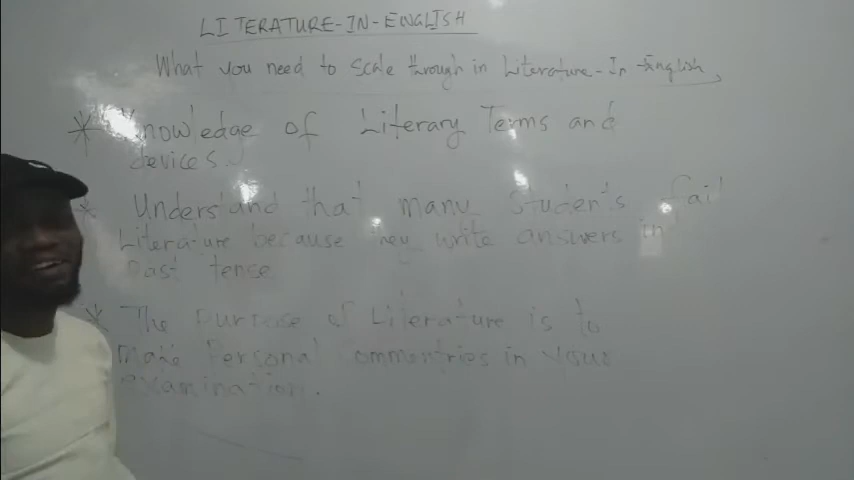 LITERATURE-IN-ENGLISH
What you need to scale through in Literature-In-English,
* Knowledge of Literary Terms and
devices.
* Understand that many student's fail
Literature because they write answers in
past tense
* The purpose of Literature is to
make Personal ommentries in your
examination.